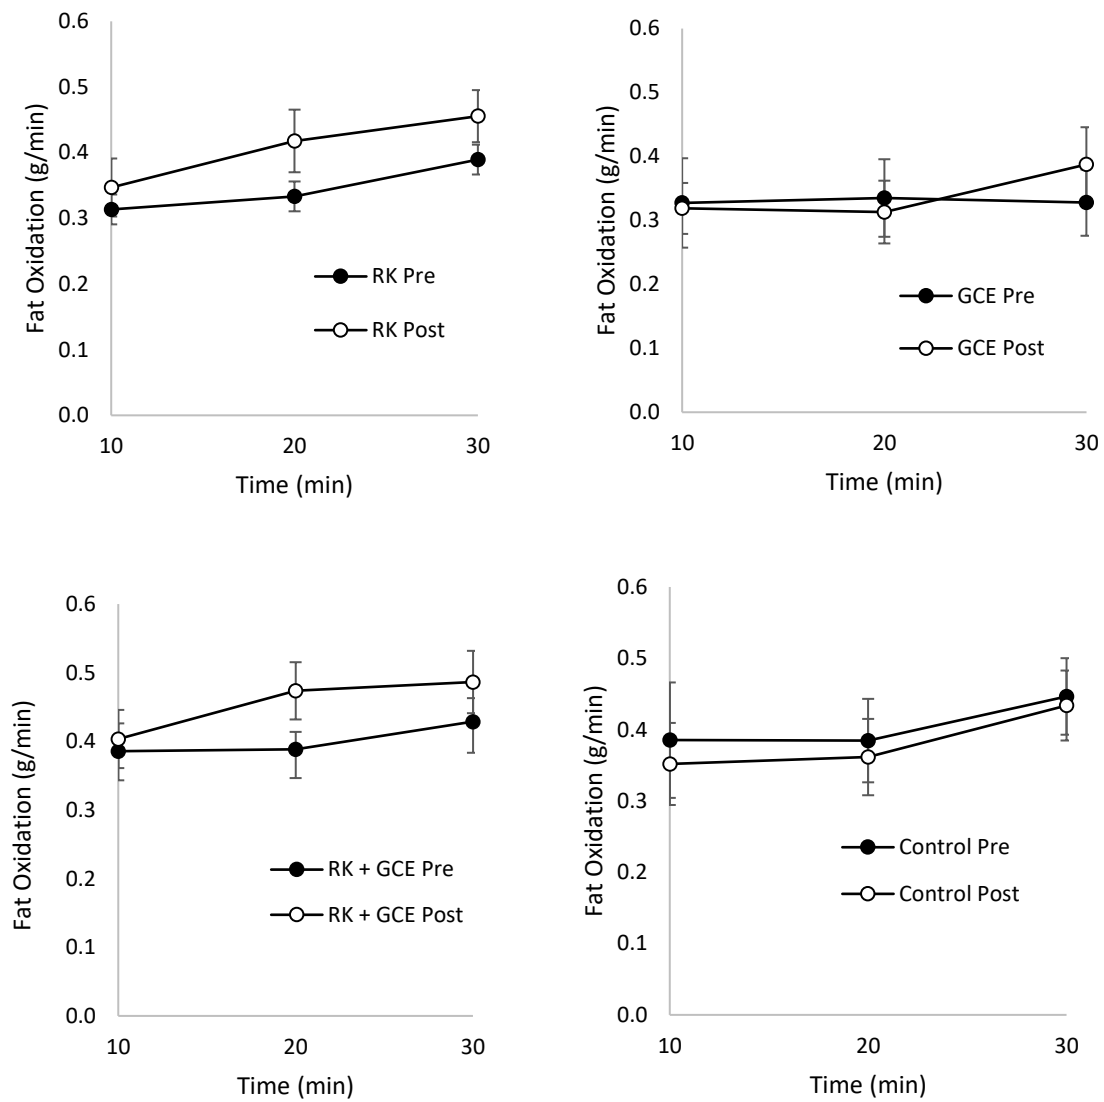 Fat Oxidation (g/min)
0.6
0.5
0.4
0.3
0.2
0.1
0.0
RK Pre
RK Post
10
20
30
Time (min)
Fat Oxidation (g/min)
0.6
0.5
0.4
0.3
0.2
0.1
0.0
GCE Pre
GCE Post
10
20
30
Time (min)
Fat Oxidation (g/min)
0.6
0.5
0.4
0.3
0.2
0.1
0.0
RK + GCE Pre
RK + GCE Post
10
20
30
Time (min)
Fat Oxidation (g/min)
0.6
0.5
0.4
0.3
0.2
0.1
0.0
Control Pre
Control Post
10
20
30
Time (min)